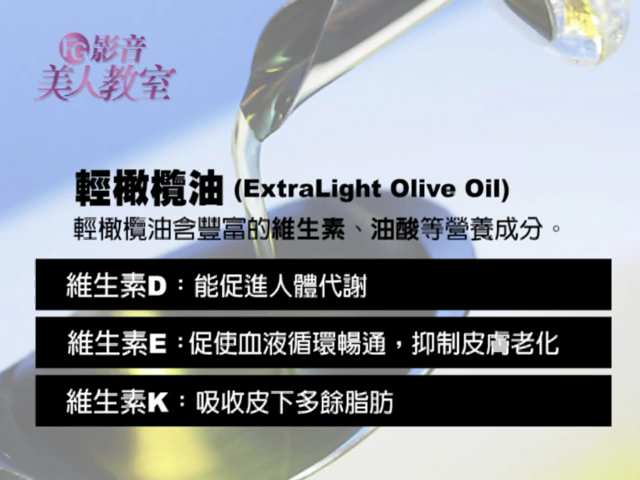 FG影音
美人教室
輕橄欖油 (ExtraLight Olive Oil)
輕橄欖油含豐富的維生素、油酸等營養成分。
維生素D：能促進人體代謝
維生素E：促使血液循環暢通，抑制皮膚老化
維生素K：吸收皮下多餘脂肪